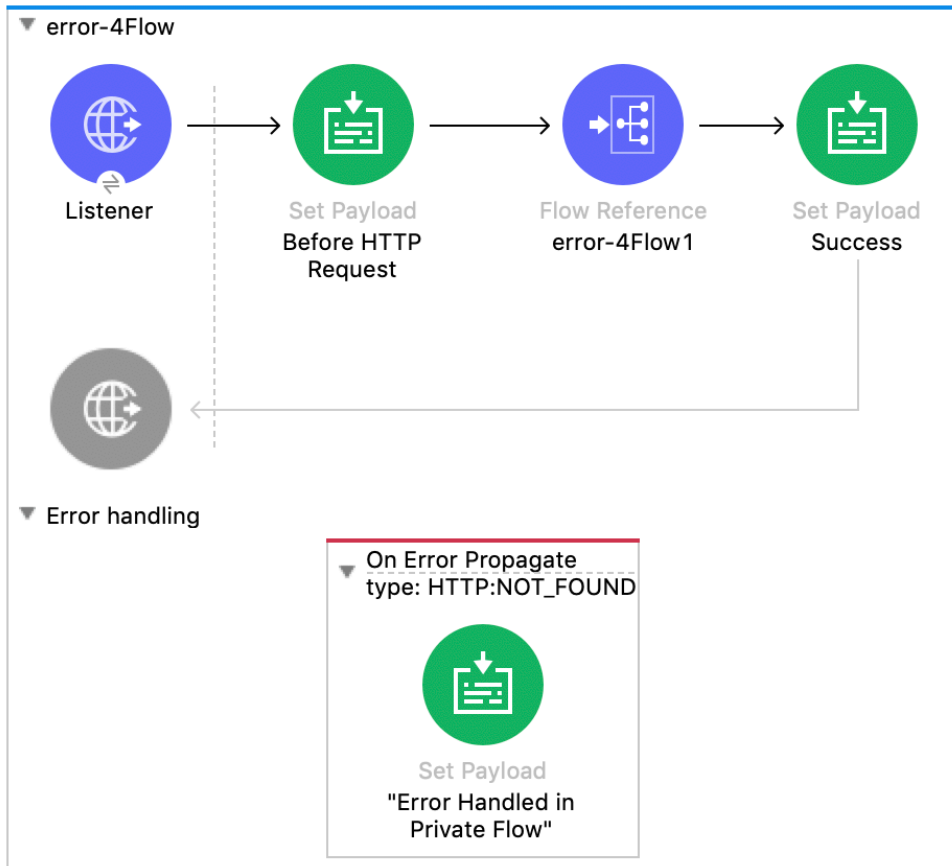 error-4Flow
Listener
Set Payload
Before HTTP
Request
Flow Reference
error-4Flow1
Set Payload
Success
Error handling
On Error Propagate
type: HTTP:NOT_FOUND
Set Payload
"Error Handled in
Private Flow"